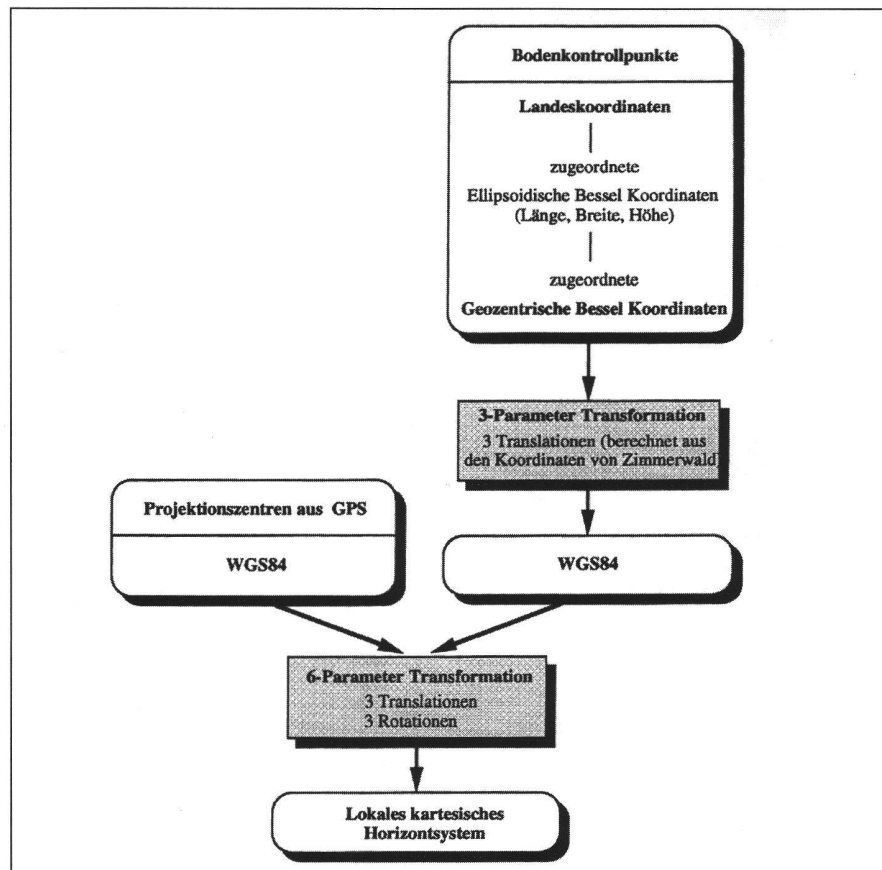 Bodenkontrollpunkte
Landeskoordinaten
zugeordnete
Ellipsoidische Bessel Koordinaten
(Länge, Breite, Höhe)
zugeordnete
Geozentrische Bessel Koordinaten
3-Parameter Transformation
3 Translationen (berechnet aus
den Koordinaten von Zimmerwald)
Projektionszentren aus GPS
WGS84
WGS84
6-Parameter Transformation
3 Translationen
3 Rotationen
Lokales kartesisches
Horizontsystem